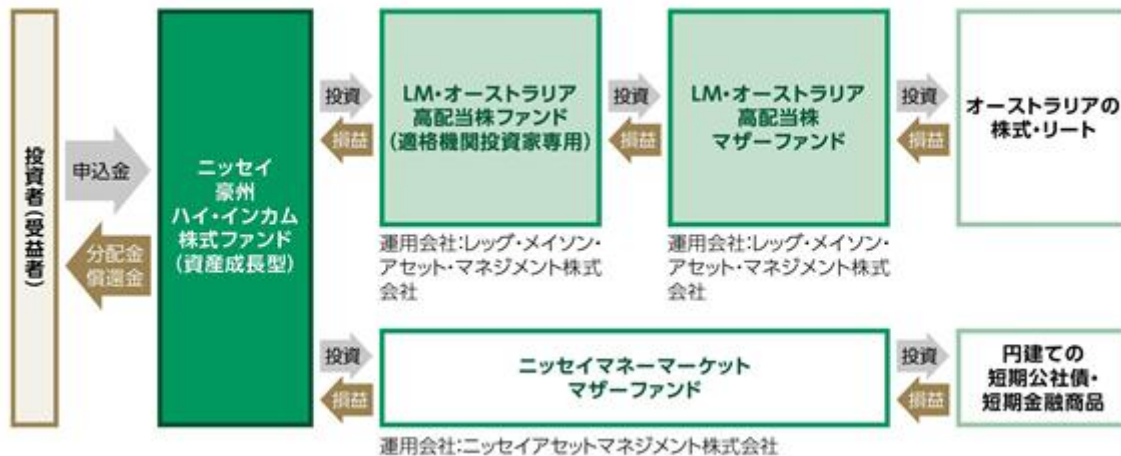 投資者(受益者)
申込金
分配金
償還金
ニッセイ
豪州
ハイ・インカム
株式ファンド
(資産成長型)
投資
損益
LM・オーストラリア
高配当株ファンド
(適格機関投資家専用)
運用会社:レッグ・メイソン・
アセット・マネジメント株式
会社
投資
損益
LM・オーストラリア
高配当株
マザーファンド
運用会社:レッグ・メイソン・
アセット・マネジメント株式
会社
投資
損益
オーストラリアの
株式・リート
投資
損益
ニッセイマネーマーケット
マザーファンド
運用会社:ニッセイアセットマネジメント株式会社
投資
損益
円建ての
短期公社債・
短期金融商品